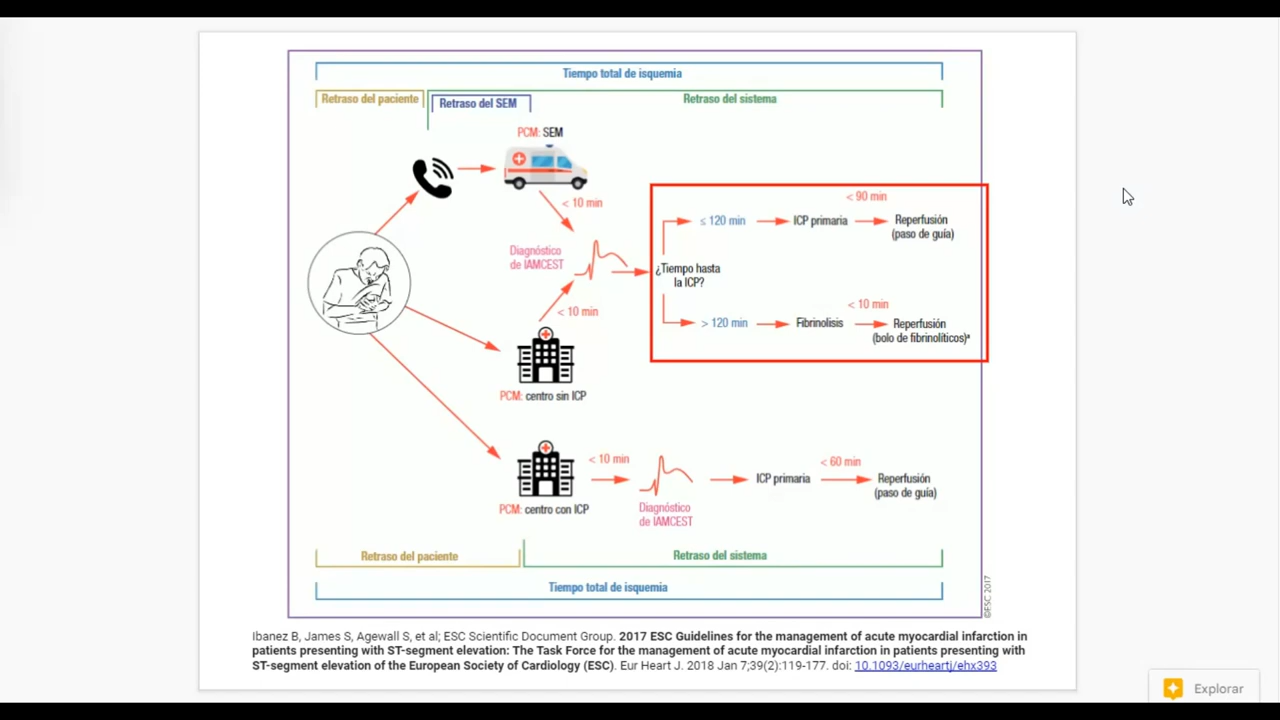 Tiempo total de isquemia
Retraso del paciente
Retraso del SEM
Retraso del sistema
PCM: SEM
< 10 min
Diagnóstico
de IAMCEST
< 10 min
PCM: centro sin ICP
¿Tiempo hasta
la ICP?
≤ 120 min
ICP primaria
< 90 min
Reperfusión
(paso de guía)
> 120 min
Fibrinolisis
< 10 min
Reperfusión
(bolo de fibrinolíticos)ª
PCM: centro con ICP
< 10 min
Diagnóstico
de IAMCEST
ICP primaria
< 60 min
Reperfusión
(paso de guía)
Retraso del paciente
Retraso del sistema
Tiempo total de isquemia
©ESC 2017
Ibanez B, James S, Agewall S, et al; ESC Scientific Document Group. 2017 ESC Guidelines for the management of acute myocardial infarction in
patients presenting with ST-segment elevation: The Task Force for the management of acute myocardial infarction in patients presenting with
ST-segment elevation of the European Society of Cardiology (ESC). Eur Heart J. 2018 Jan 7;39(2):119-177. doi: 10.1093/eurheartj/ehx393
Explorar